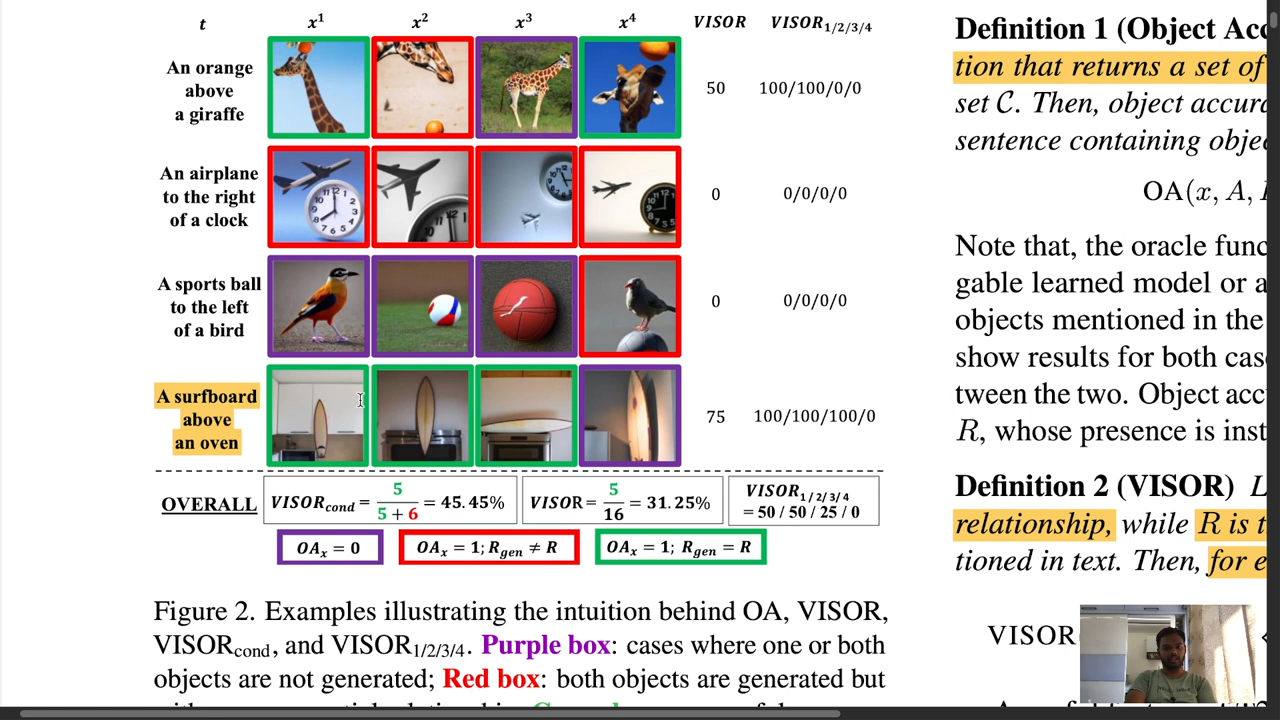 t x¹ x² x³ x⁴ VISOR VISOR₁/₂/₃/₄
An orange
above
a giraffe
50 100/100/0/0
An airplane
to the right
of a clock
0 0/0/0/0
A sports ball
to the left
of a bird
0 0/0/0/0
A surfboard
above
an oven
75 100/100/100/0
OVERALL
VISOR_cond = 5 / 5 + 6 = 45.45%
VISOR = 5 / 16 = 31.25%
VISOR₁/₂/₃/₄
= 50 / 50 / 25 / 0
OAₓ = 0
OAₓ = 1; R_gen ≠ R
OAₓ = 1; R_gen = R
Figure 2. Examples illustrating the intuition behind OA, VISOR,
VISOR_cond, and VISOR₁/₂/₃/₄. Purple box: cases where one or both
objects are not generated; Red box: both objects are generated but
Definition 1 (Object Acc
tion that returns a set of
set C. Then, object accura
sentence containing objec
OA(x, A,
Note that, the oracle func
gable learned model or a
objects mentioned in the
show results for both case
tween the two. Object acc
R, whose presence is inst
Definition 2 (VISOR) L
relationship, while R is t
tioned in text. Then, for e
VISOR